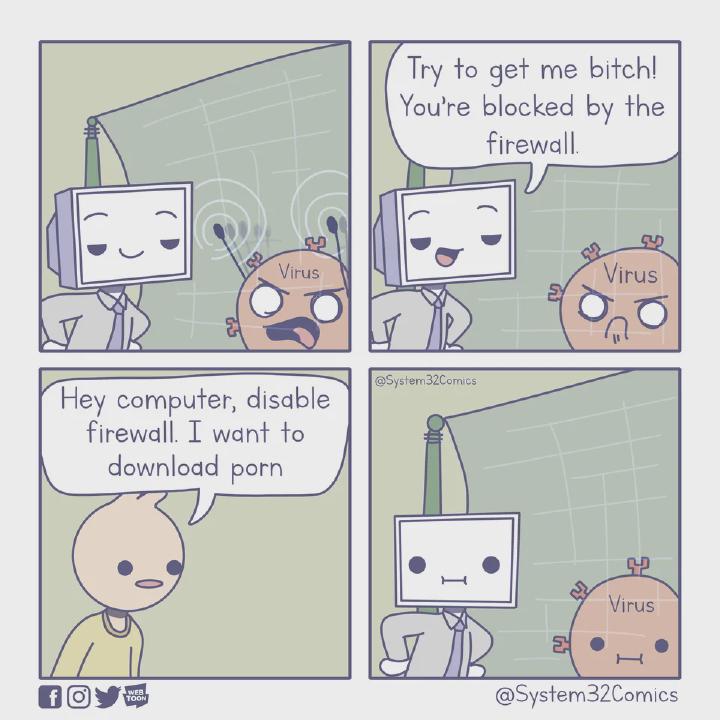 Virus
Try to get me bitch!
You're blocked by the
firewall.
Virus
Hey computer, disable
firewall. I want to
download porn
@System32Comics
Virus
WEB
TOON
@System32Comics